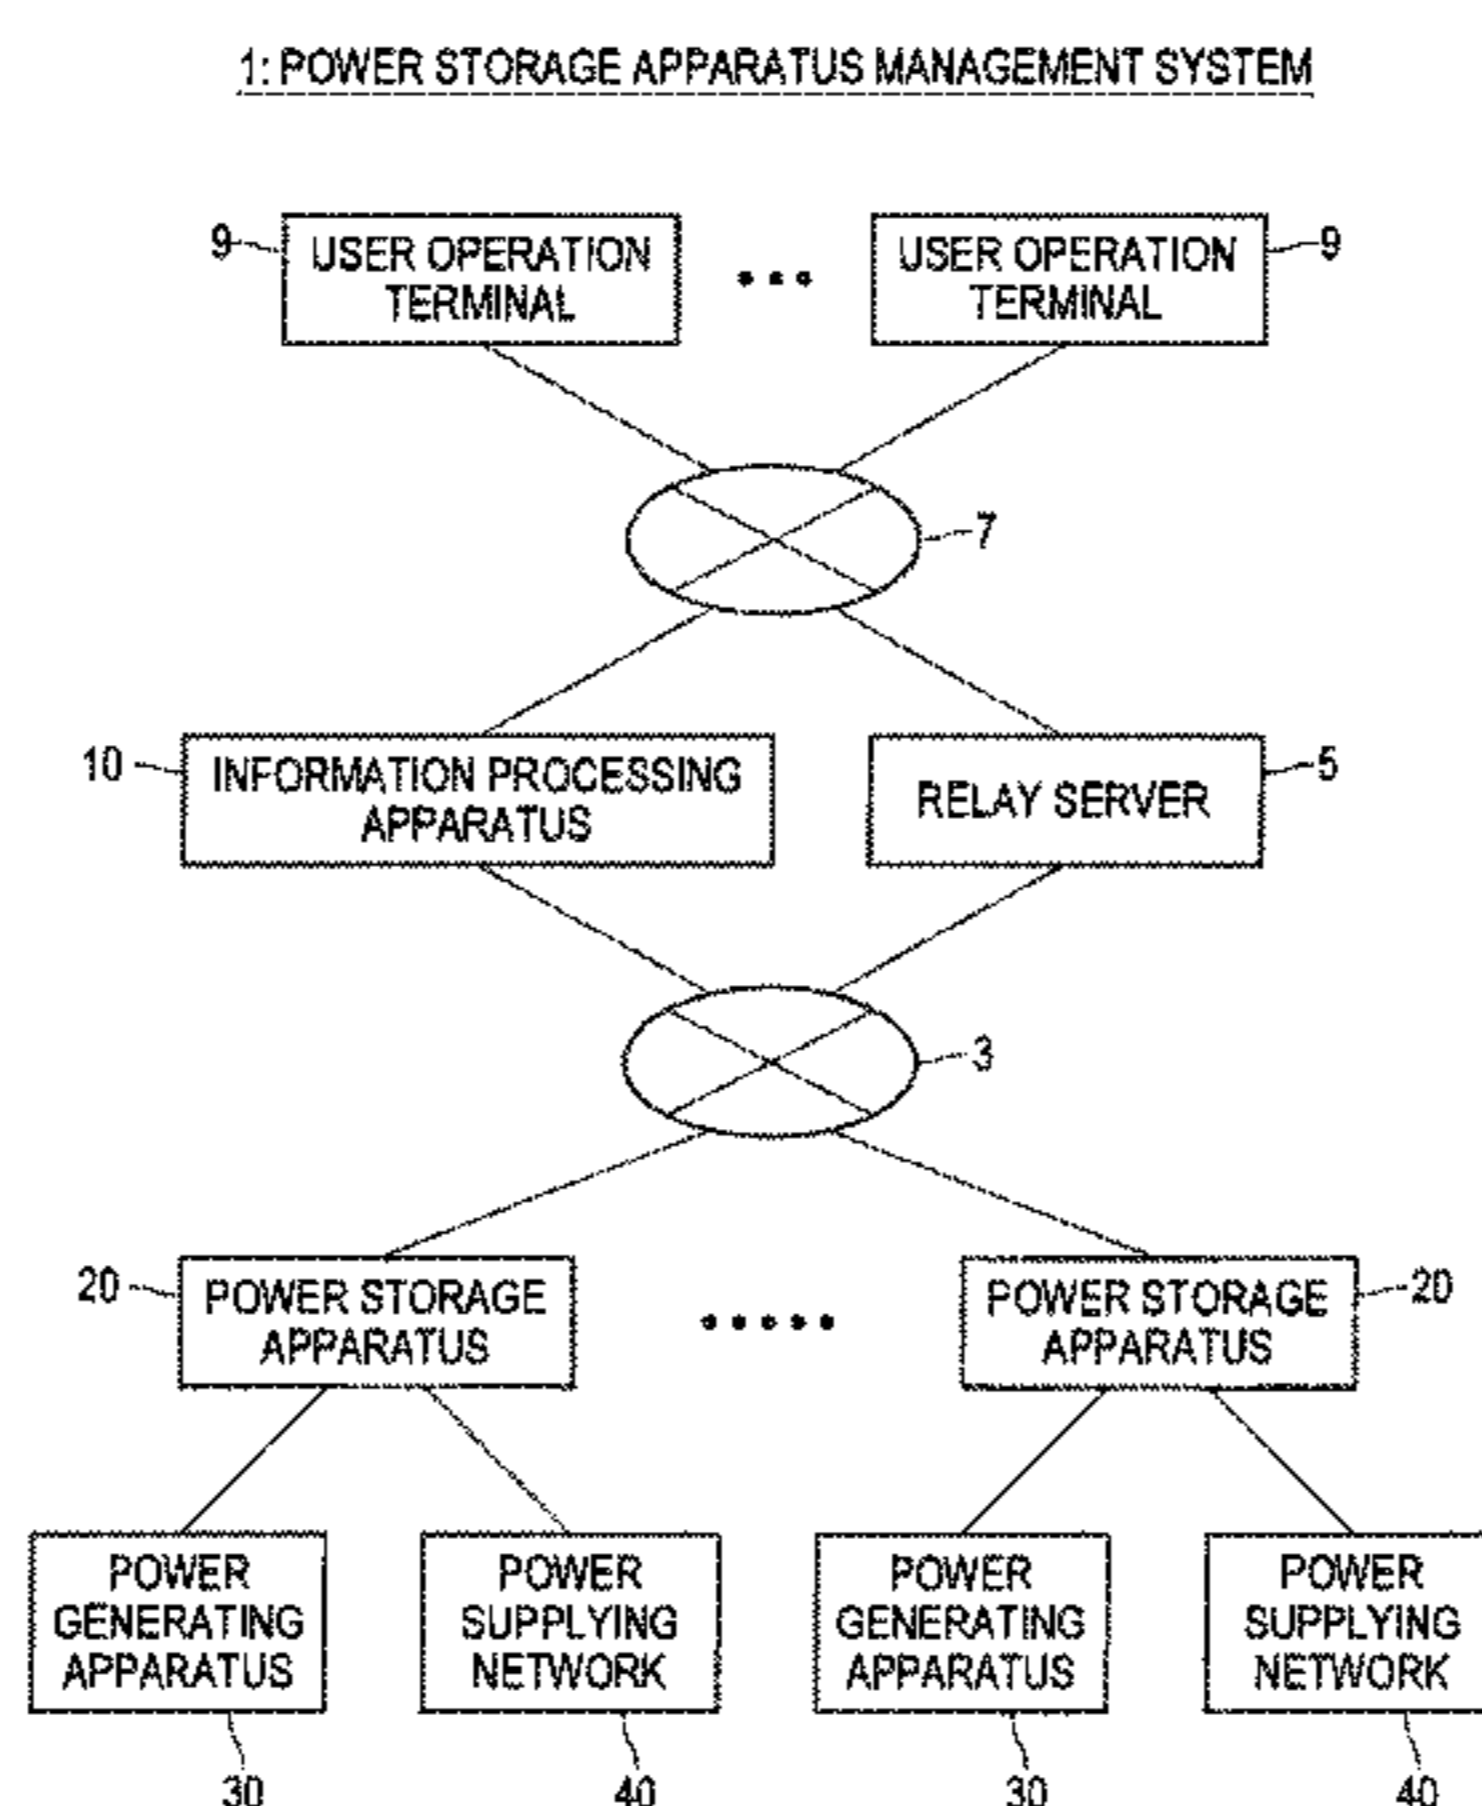 1: POWER STORAGE APPARATUS MANAGEMENT SYSTEM
9
USER OPERATION
TERMINAL
USER OPERATION
TERMINAL
9
7
10
INFORMATION PROCESSING
APPARATUS
RELAY SERVER
5
3
20
POWER STORAGE
APPARATUS
POWER STORAGE
APPARATUS
20
POWER
GENERATING
APPARATUS
POWER
SUPPLYING
NETWORK
POWER
GENERATING
APPARATUS
POWER
SUPPLYING
NETWORK
30
40
30
40